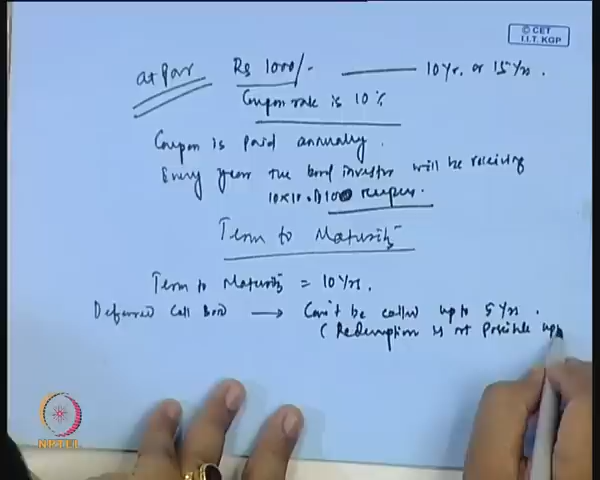 © CET
I.I.T. KGP
at Par Rs 1000/- 10 Yr. or 15 Yrs.
Coupon rate is 10%
Coupon is paid annually.
Every year the bond investor will be receiving
rupees.
Term to Maturity
Term to Maturity = 10 Yrs.
Deferred Call Bond → Can't be called up to 5 Yrs.
(Redemption is not possible up
NPTEL